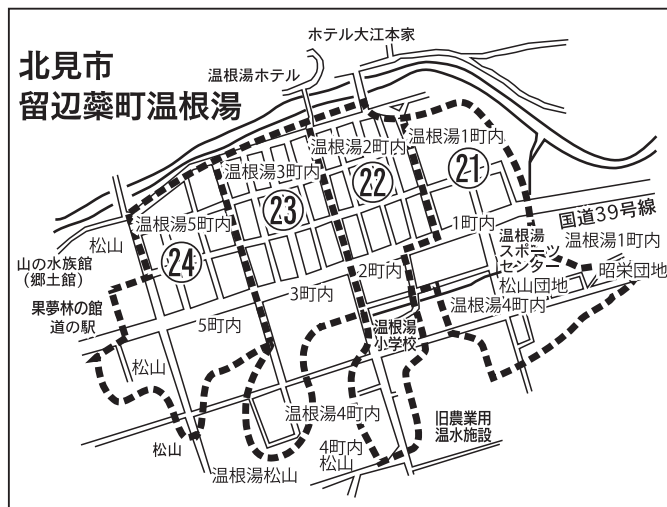 北見市
留辺蘂町温根湯
ホテル大江本家
温根湯ホテル
温根湯1町内
温根湯2町内
温根湯3町内
21
22
23
温根湯5町内
24
松山
1町内
国道39号線
山の水族館
(郷土館)
果夢林の館
道の駅
温根湯
スポーツ
センター
温根湯1町内
2町内
昭栄団地
松山団地
3町内
温根湯4町内
5町内
温根湯
小学校
松山
温根湯4町内
旧農業用
温水施設
松山
4町内
松山
温根湯松山